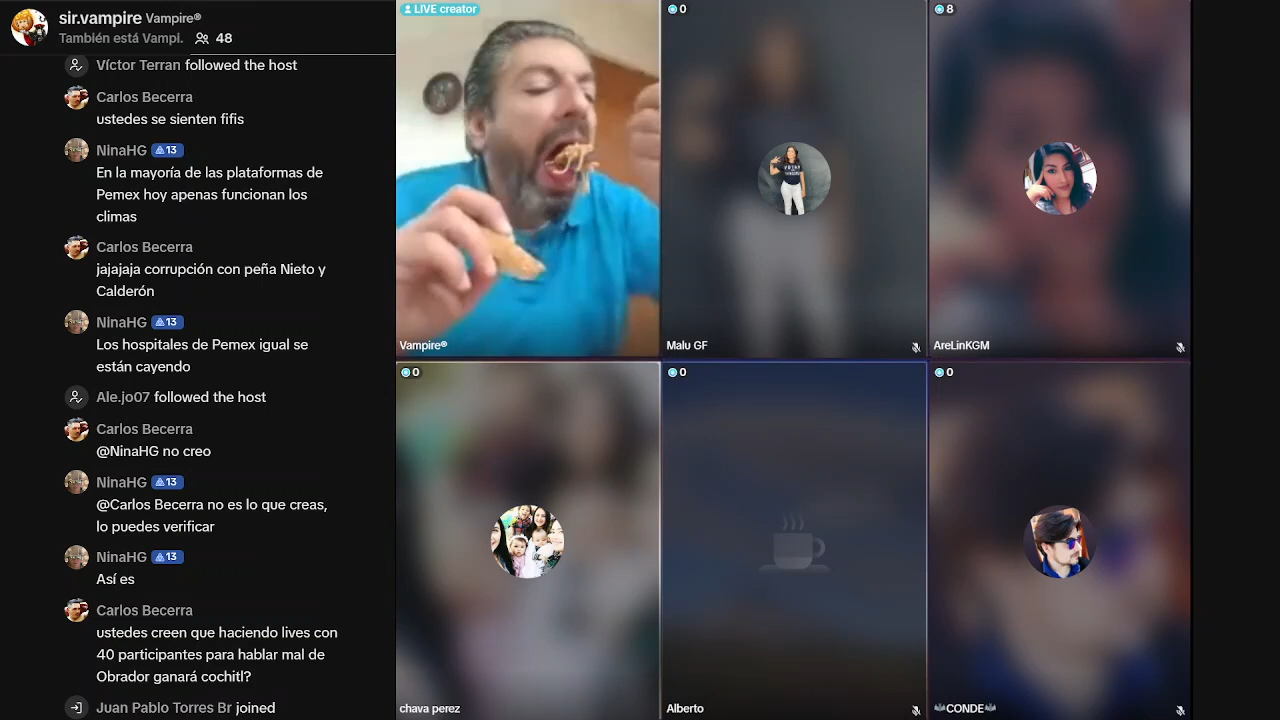 sir.vampire Vampire®
También está Vampi. 48
Víctor Terran followed the host
Carlos Becerra
ustedes se sienten fifis
NinaHG 13
En la mayoría de las plataformas de
Pemex hoy apenas funcionan los
climas
Carlos Becerra
jajajaja corrupción con peña Nieto y
Calderón
NinaHG 13
Los hospitales de Pemex igual se
están cayendo
Ale.jo07 followed the host
Carlos Becerra
@NinaHG no creo
NinaHG 13
@Carlos Becerra no es lo que creas,
lo puedes verificar
NinaHG 13
Así es
Carlos Becerra
ustedes creen que haciendo lives con
40 participantes para hablar mal de
Obrador ganará cochitl?
Juan Pablo Torres Br joined
LIVE creator
Vampire®
0
Malu GF
8
AreLinKGM
0
chava perez
0
Alberto
0
🦇CONDE🦇